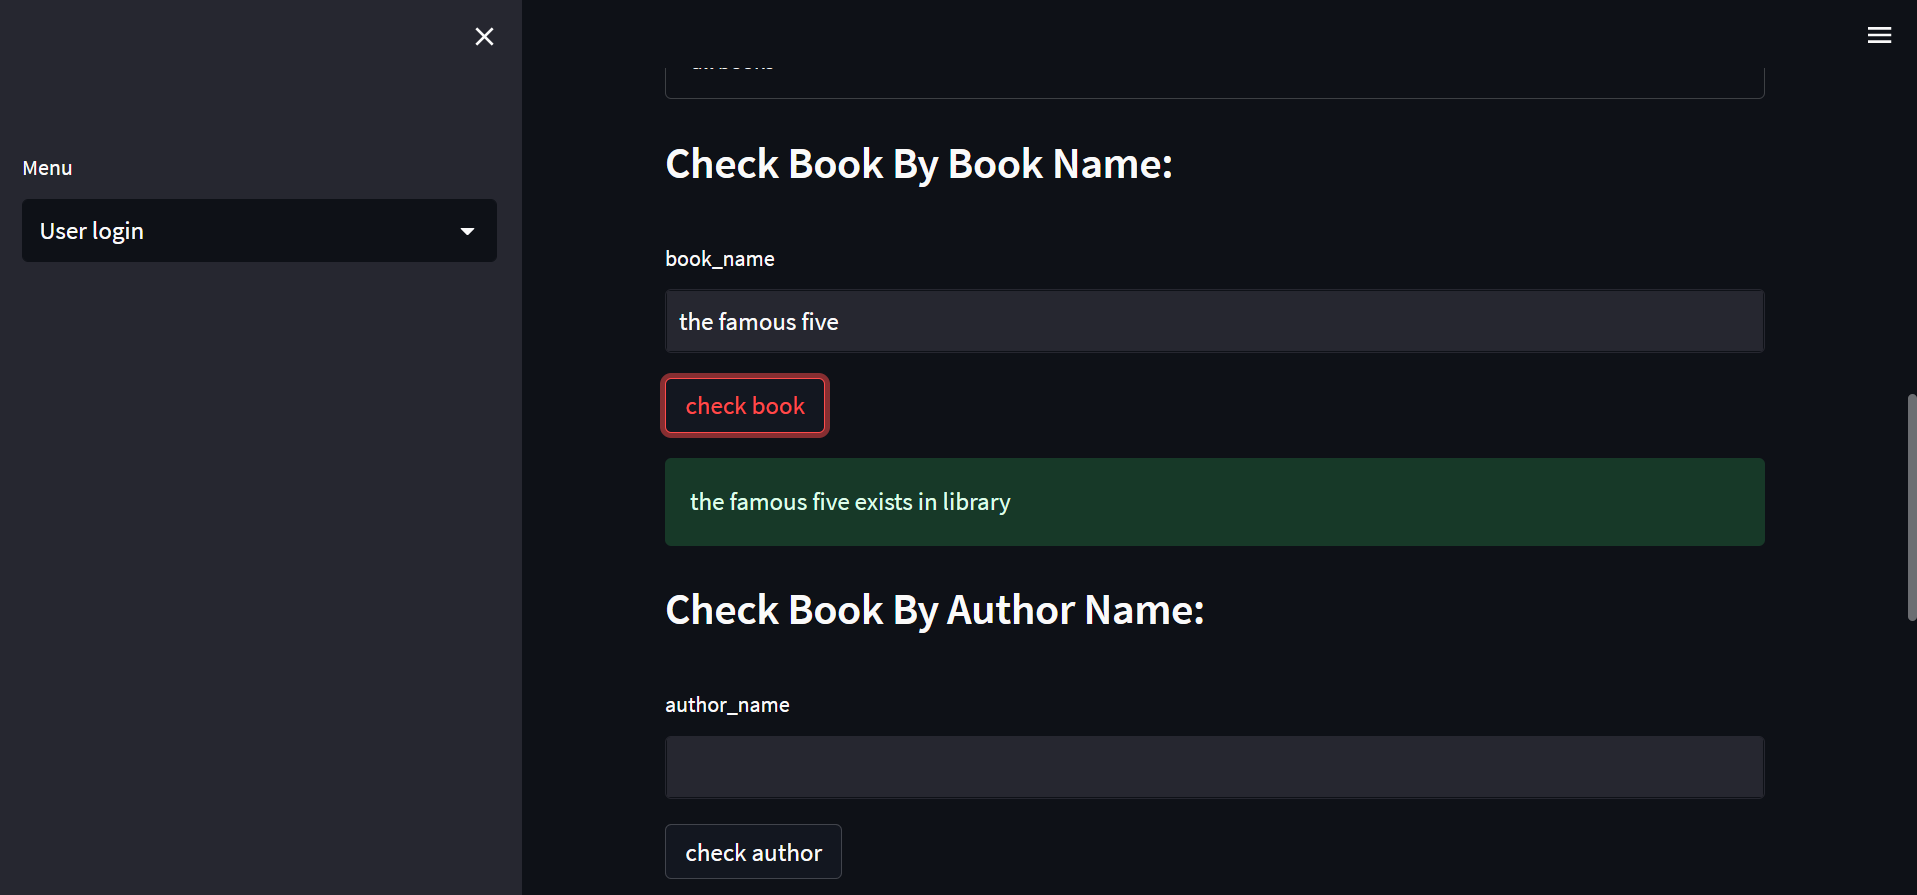 Menu
User login
Check Book By Book Name:
book_name
the famous five
check book
the famous five exists in library
Check Book By Author Name:
author_name
check author